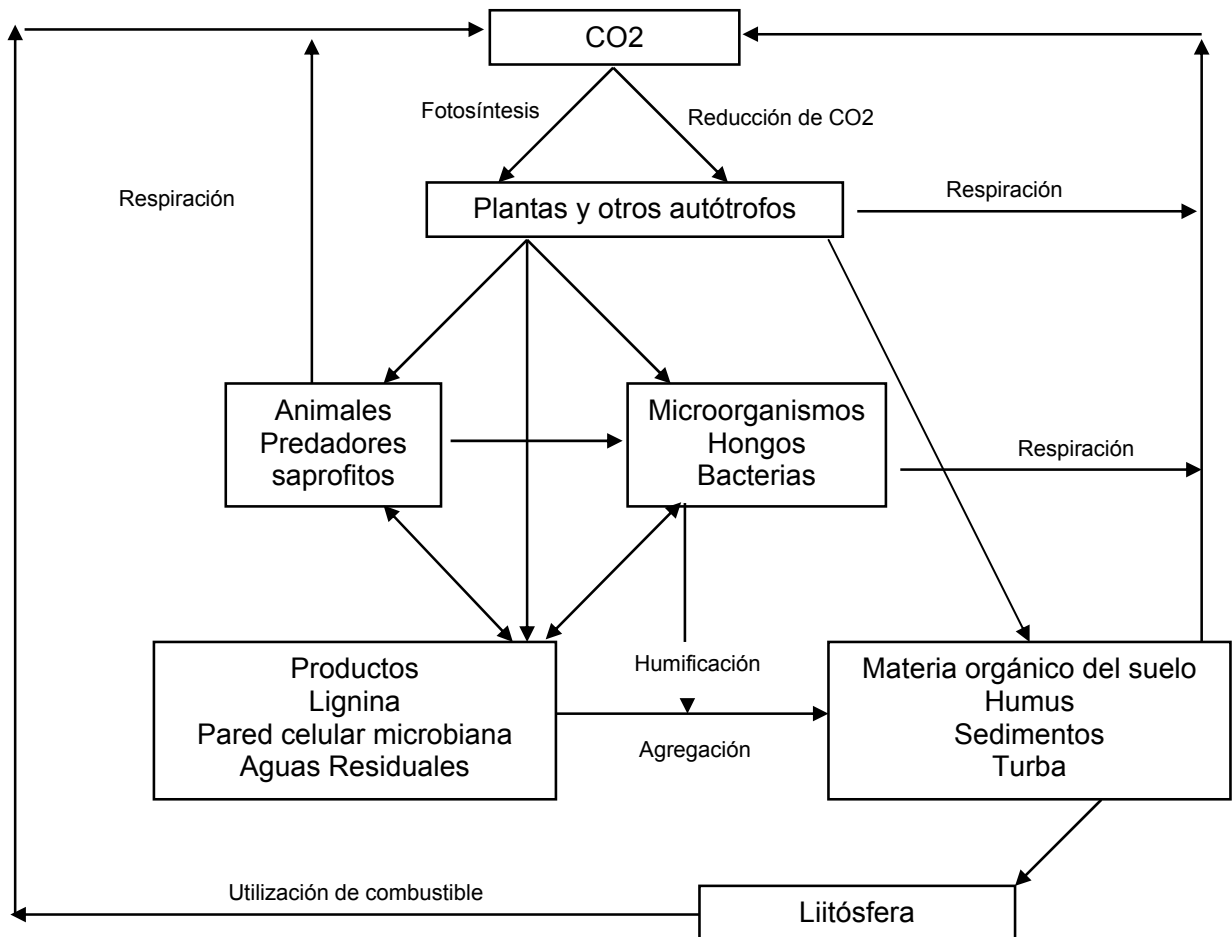 CO2
Fotosíntesis
Reducción de CO2
Respiración
Plantas y otros autótrofos
Respiración
Animales
Predadores
saprofitos
Microorganismos
Hongos
Bacterias
Respiración
Productos
Lignina
Pared celular microbiana
Aguas Residuales
Humificación
Agregación
Materia orgánico del suelo
Humus
Sedimentos
Turba
Utilización de combustible
Liitósfera